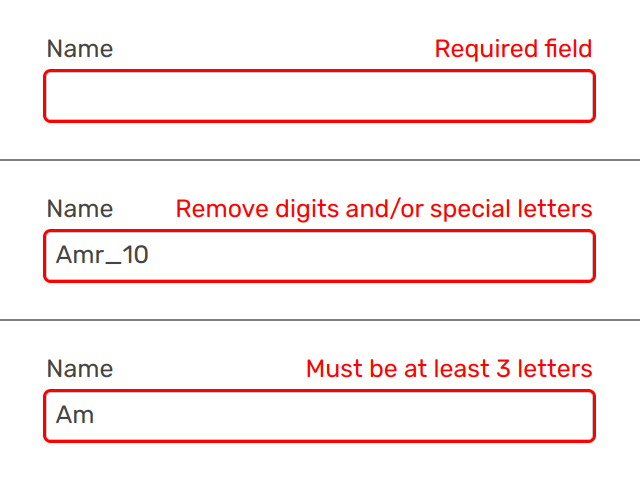 Name Required field
Name Remove digits and/or special letters
Amr_10
Name Must be at least 3 letters
Am